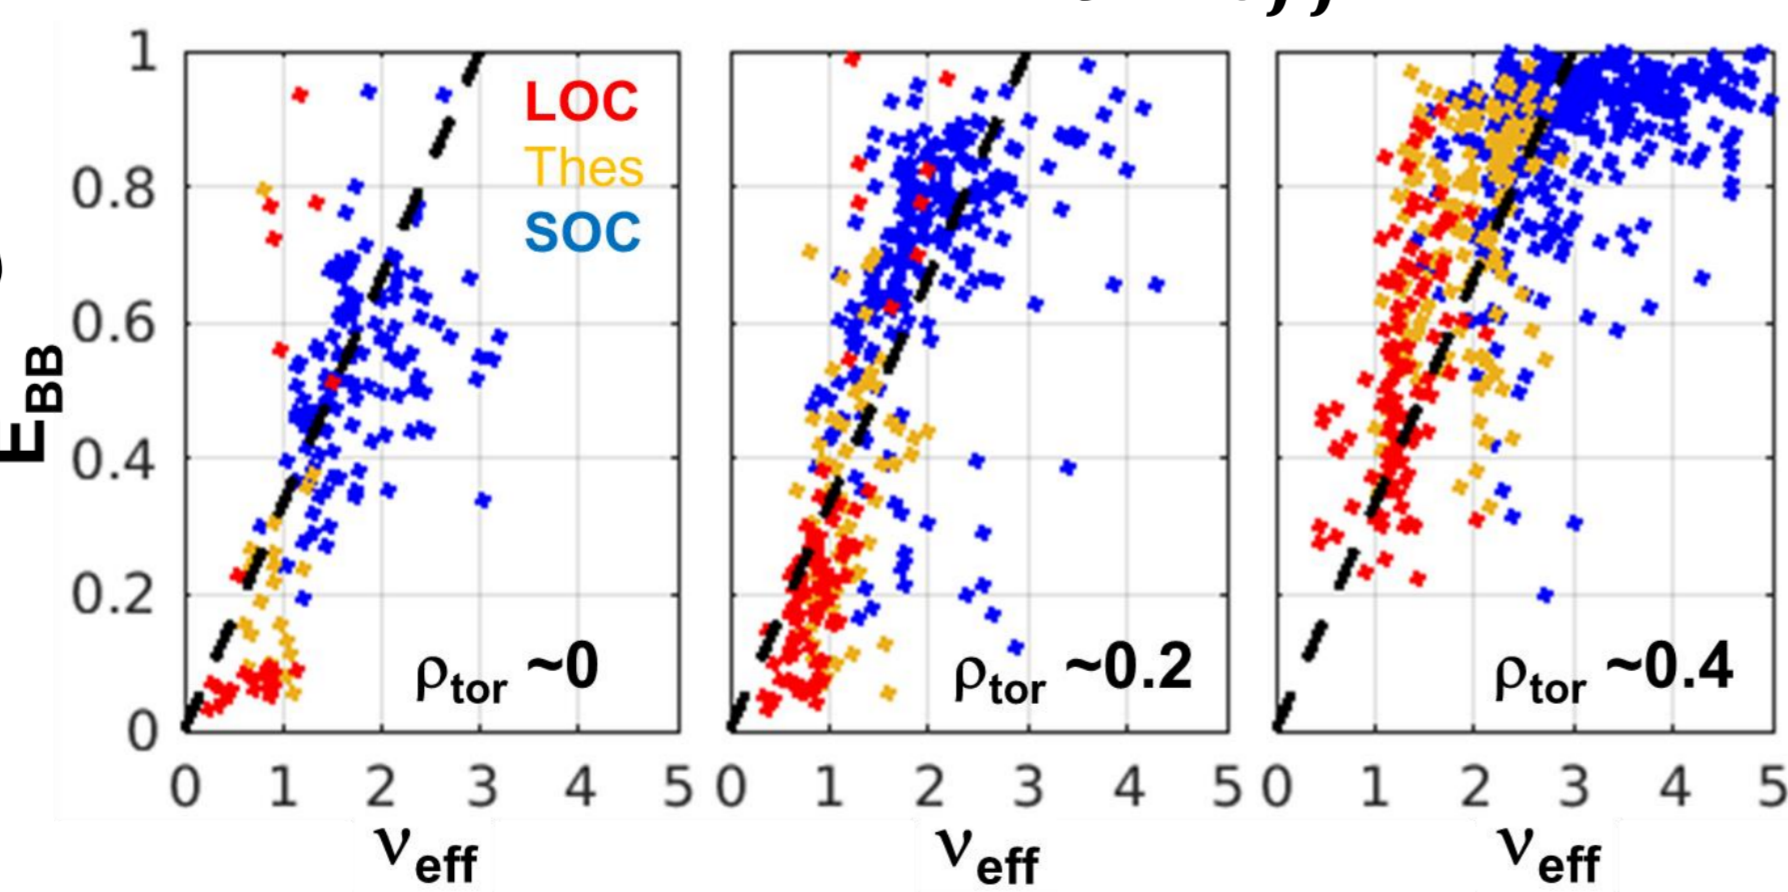 1
0.8
0.6
0.4
0.2
0
E_BB
LOC
Thes
SOC
ρ_tor ~0
ρ_tor ~0.2
ρ_tor ~0.4
0 1 2 3 4 5
0 1 2 3 4 5
0 1 2 3 4 5
ν_eff
ν_eff
ν_eff